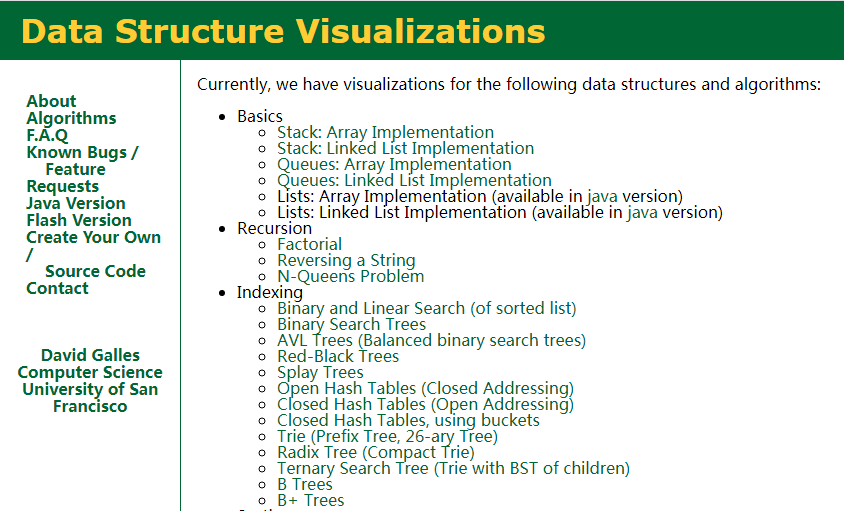 Data Structure Visualizations
About
Algorithms
F.A.Q
Known Bugs /
Feature
Requests
Java Version
Flash Version
Create Your Own
/
Source Code
Contact
David Galles
Computer Science
University of San
Francisco
Currently, we have visualizations for the following data structures and algorithms:
Basics
Stack: Array Implementation
Stack: Linked List Implementation
Queues: Array Implementation
Queues: Linked List Implementation
Lists: Array Implementation (available in java version)
Lists: Linked List Implementation (available in java version)
Recursion
Factorial
Reversing a String
N-Queens Problem
Indexing
Binary and Linear Search (of sorted list)
Binary Search Trees
AVL Trees (Balanced binary search trees)
Red-Black Trees
Splay Trees
Open Hash Tables (Closed Addressing)
Closed Hash Tables (Open Addressing)
Closed Hash Tables, using buckets
Trie (Prefix Tree, 26-ary Tree)
Radix Tree (Compact Trie)
Ternary Search Tree (Trie with BST of children)
B Trees
B+ Trees